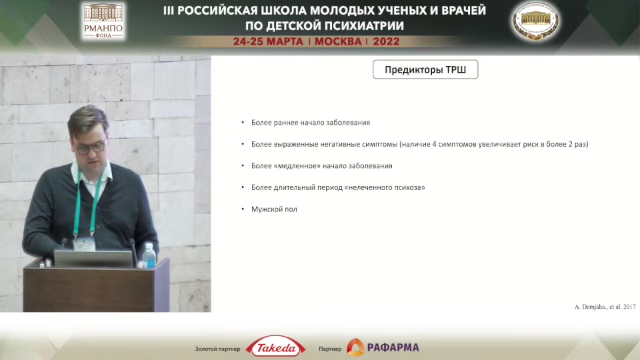 РМАНПО
ФОНД
III РОССИЙСКАЯ ШКОЛА МОЛОДЫХ УЧЕНЫХ И ВРАЧЕЙ
ПО ДЕТСКОЙ ПСИХИАТРИИ
24-25 МАРТА | МОСКВА | 2022
Предикторы ТРШ
• Более раннее начало заболевания
• Более выраженные негативные симптомы (наличие 4 симптомов увеличивает риск в более 2 раз)
• Более «медленное» начало заболевания
• Более длительный период «нелеченного психоза»
• Мужской пол
A. Demjaha., et al. 2017
Золотой партнер
Takeda
Партнер
РАФАРМА